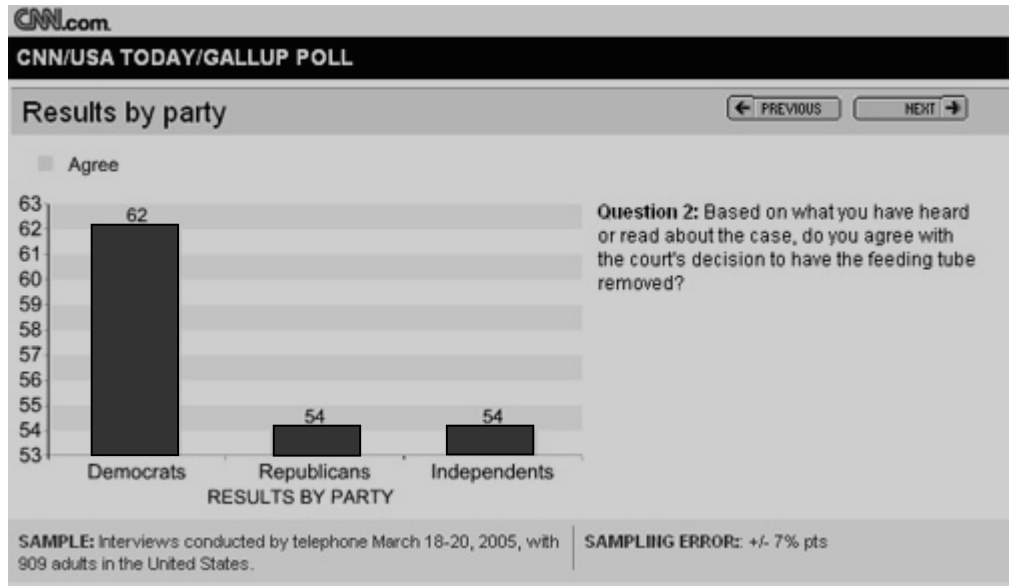 CNN.com
CNN/USA TODAY/GALLUP POLL
Results by party
PREVIOUS
NEXT
Agree
63
62
61
60
59
58
57
56
55
54
53
62
54
54
Democrats
Republicans
Independents
RESULTS BY PARTY
Question 2: Based on what you have heard
or read about the case, do you agree with
the court's decision to have the feeding tube
removed?
SAMPLE: Interviews conducted by telephone March 18-20, 2005, with
909 adults in the United States.
SAMPLING ERROR:: +/- 7% pts